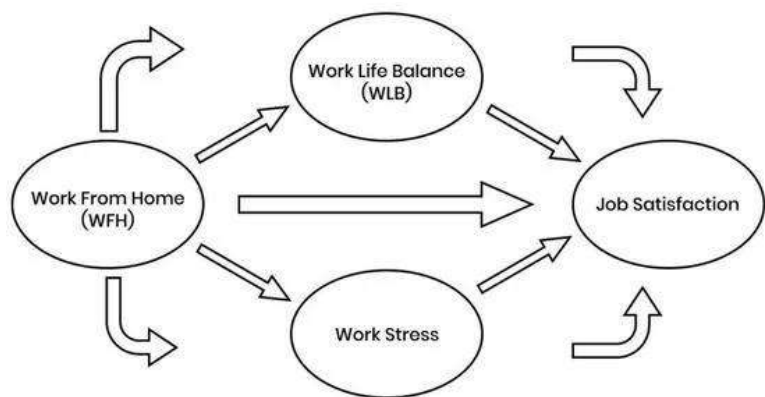 Work Life Balance
(WLB)
Work From Home
(WFH)
Job Satisfaction
Work Stress